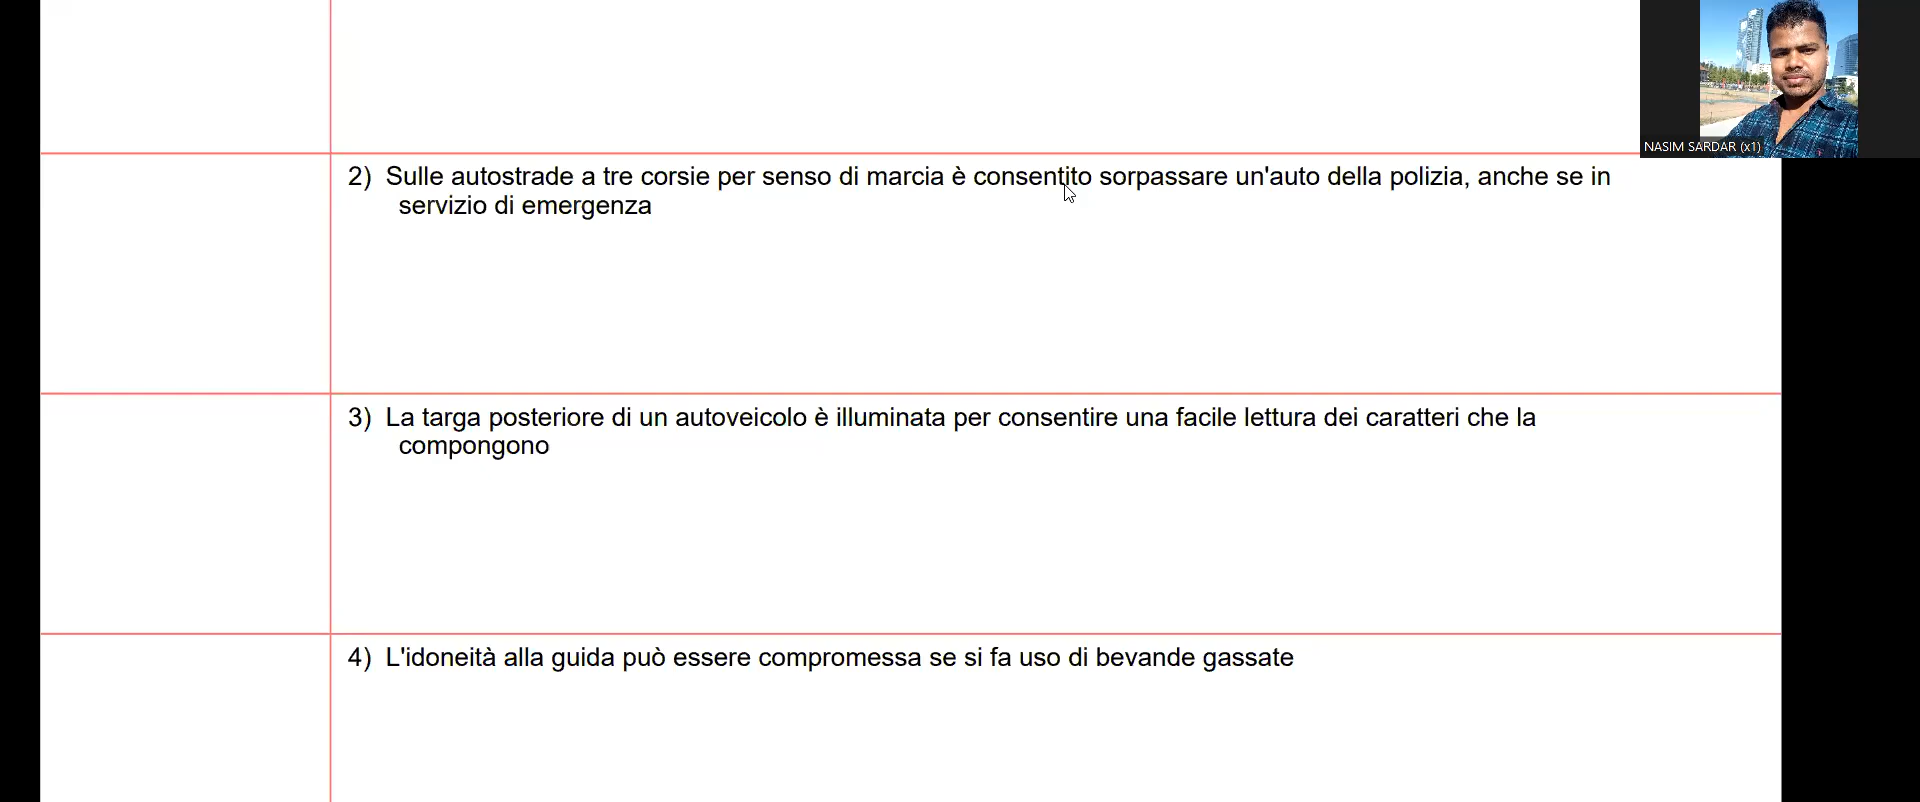 NASIM SARDAR (x1)
2) Sulle autostrade a tre corsie per senso di marcia è consentito sorpassare un'auto della polizia, anche se in
servizio di emergenza
3) La targa posteriore di un autoveicolo è illuminata per consentire una facile lettura dei caratteri che la
compongono
4) L'idoneità alla guida può essere compromessa se si fa uso di bevande gassate